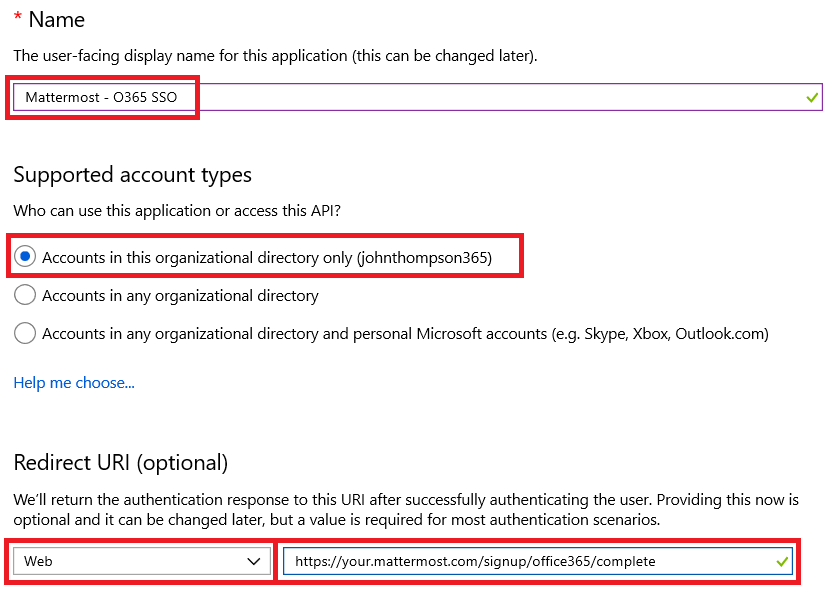 * Name
The user-facing display name for this application (this can be changed later).
Mattermost - O365 SSO
Supported account types
Who can use this application or access this API?
Accounts in this organizational directory only (johnthompson365)
Accounts in any organizational directory
Accounts in any organizational directory and personal Microsoft accounts (e.g. Skype, Xbox, Outlook.com)
Help me choose...
Redirect URI (optional)
We'll return the authentication response to this URI after successfully authenticating the user. Providing this now is
optional and it can be changed later, but a value is required for most authentication scenarios.
Web https://your.mattermost.com/signup/office365/complete